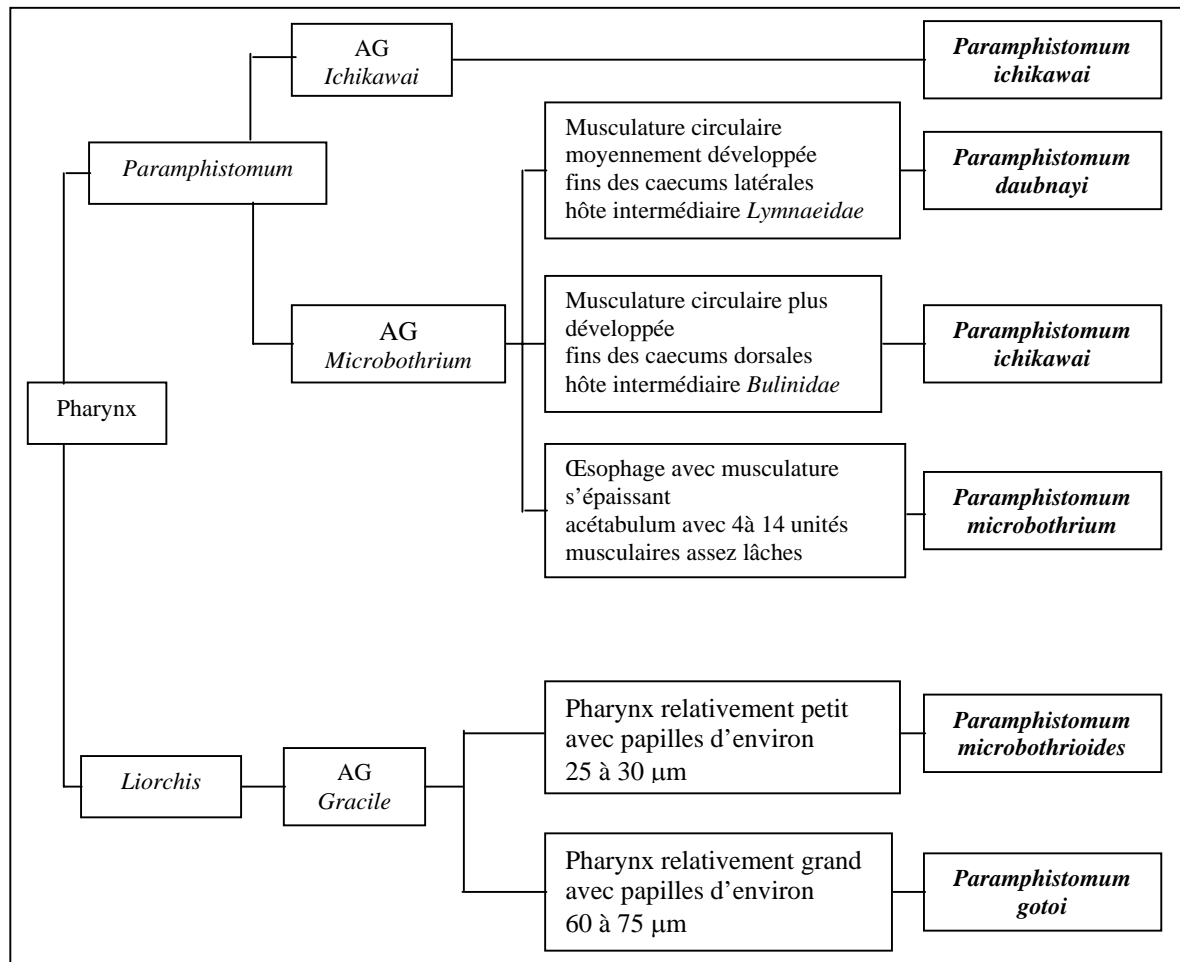 AG
Ichikawai
Paramphistomum
ichikawai
Paramphistomum
Musculature circulaire
moyennement développée
fins des caecums latérales
hôte intermédiaire Lymnaeidae
Paramphistomum
daubnayi
AG
Microbothrium
Musculature circulaire plus
développée
fins des caecums dorsales
hôte intermédiaire Bulinidae
Paramphistomum
ichikawai
Pharynx
Œsophage avec musculature
s’épaissant
acétabulum avec 4à 14 unités
musculaires assez lâches
Paramphistomum
microbothrium
Liorchis
AG
Gracile
Pharynx relativement petit
avec papilles d’environ
25 à 30 μm
Paramphistomum
microbothrioides
Pharynx relativement grand
avec papilles d’environ
60 à 75 μm
Paramphistomum
gotoi